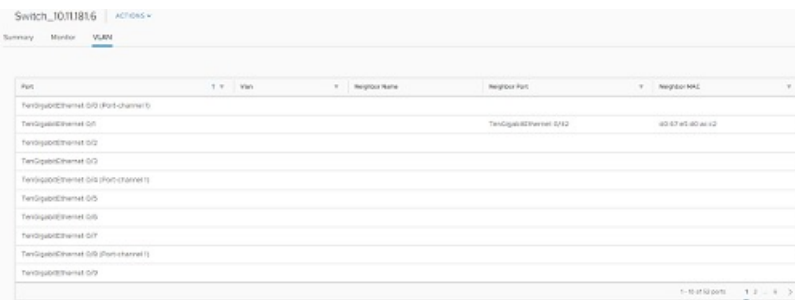 Switch_10.11.181.6 ACTIONS
Summary Monitor VLAN
Port Vlan Neighbor Name Neighbor Port Neighbor MAC
TenGigabitEthernet 0/0 (Port-channel 1)
TenGigabitEthernet 0/1 TenGigabitEthernet 0/42
TenGigabitEthernet 0/2
TenGigabitEthernet 0/3
TenGigabitEthernet 0/4 (Port-channel 1)
TenGigabitEthernet 0/5
TenGigabitEthernet 0/6
TenGigabitEthernet 0/7
TenGigabitEthernet 0/8 (Port-channel 1)
TenGigabitEthernet 0/9
1 - 10 of ports 1 2 ... >